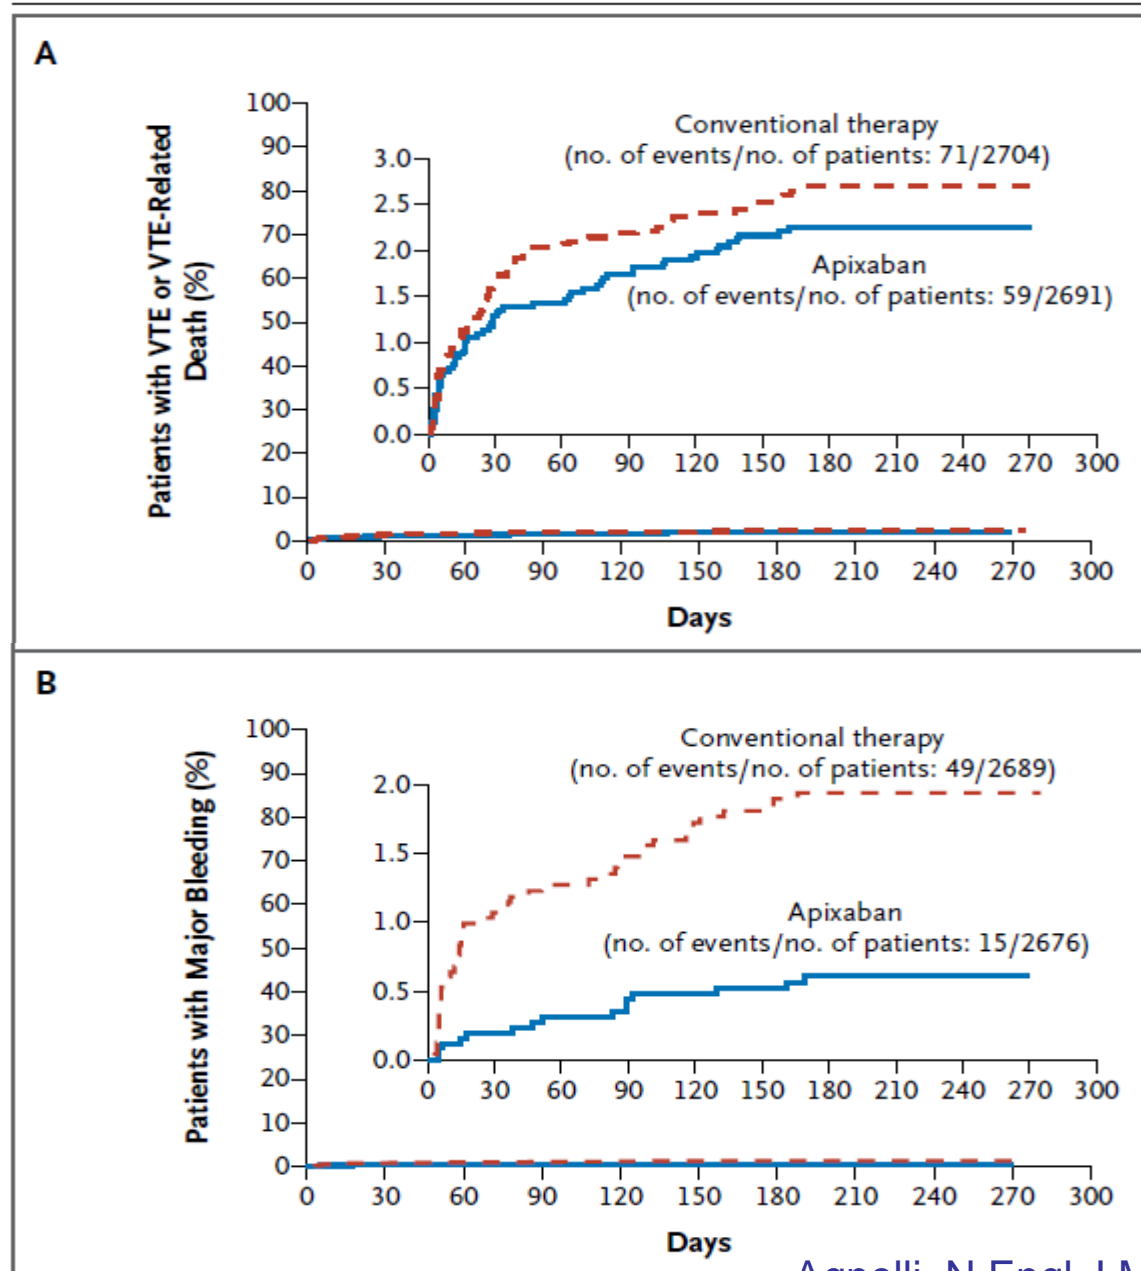 A
Patients with VTE or VTE-Related
Death (%)
100
90
80
70
60
50
40
30
20
10
0
Conventional therapy
(no. of events/no. of patients: 71/2704)
3.0
2.5
2.0
1.5
1.0
0.5
0.0
Apixaban
(no. of events/no. of patients: 59/2691)
0 30 60 90 120 150 180 210 240 270 300
0 30 60 90 120 150 180 210 240 270 300
Days
B
Patients with Major Bleeding (%)
100
90
80
70
60
50
40
30
20
10
0
Conventional therapy
(no. of events/no. of patients: 49/2689)
2.0
1.5
1.0
0.5
0.0
Apixaban
(no. of events/no. of patients: 15/2676)
0 30 60 90 120 150 180 210 240 270 300
0 30 60 90 120 150 180 210 240 270 300
Days